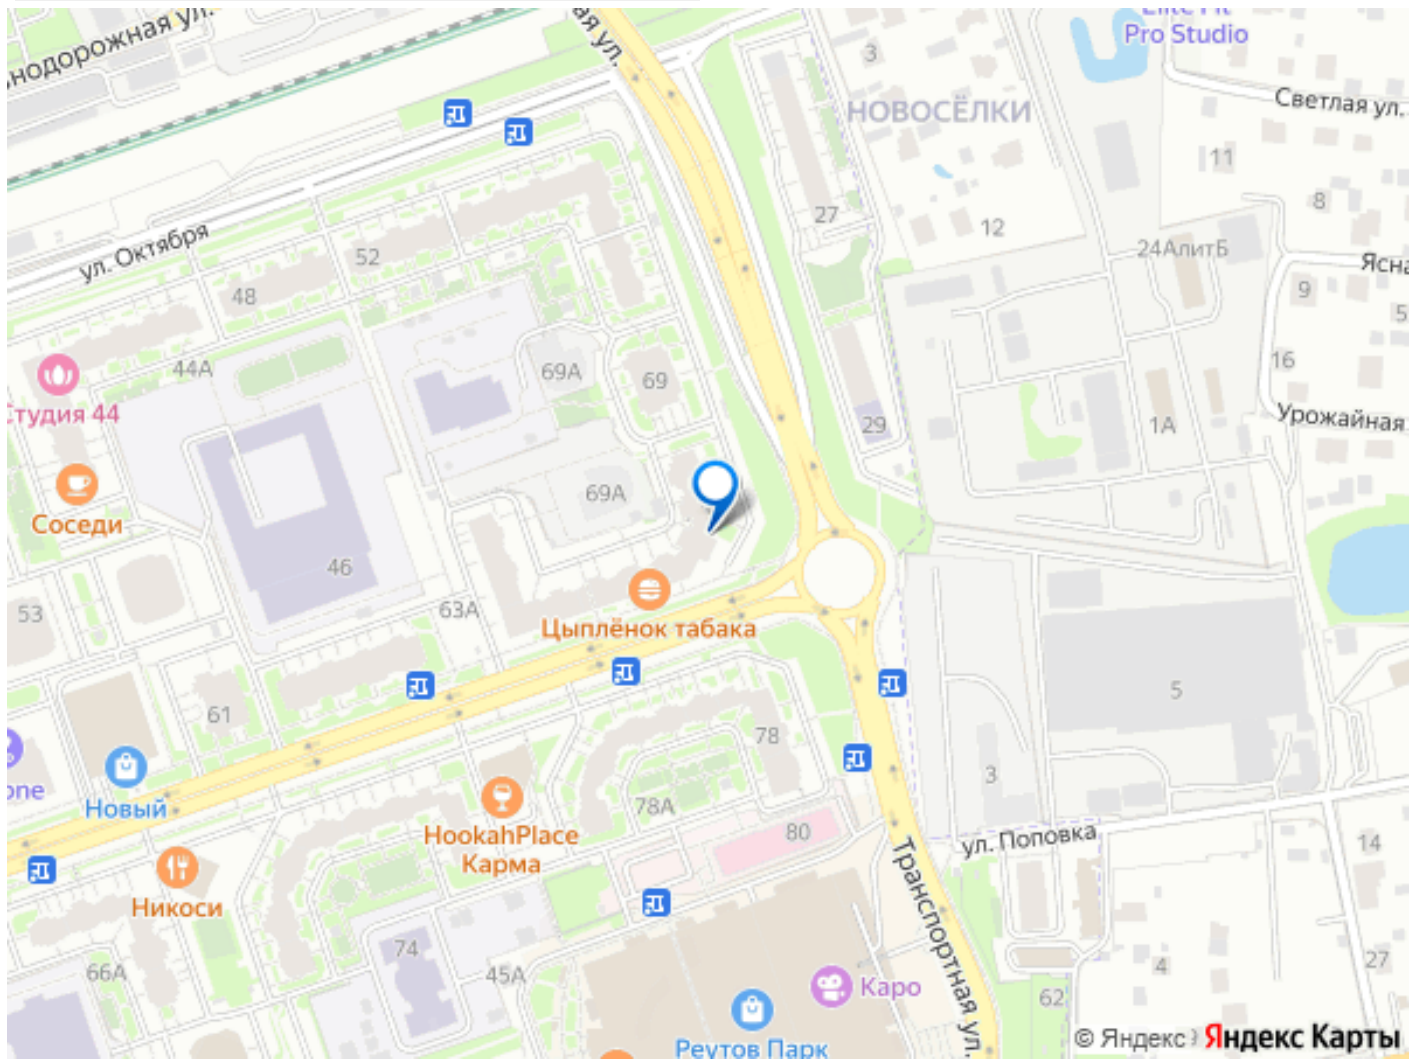 нодорожная ул.
ая ул.
Pro Studio
3
НОВОСЁЛКИ
Светлая ул.
11
8
27
12
24АлитБ
Ясна
ул. Октября
52
48
9
5
16
44А
69А
69
Студия 44
29
1А
Урожайная
69А
Соседи
46
53
63А
Цыплёнок табака
5
61
78
one
Новый
3
78А
HookahPlace
Карма
80
ул. Поповка
14
Никоси
Транспортная ул.
74
66А
45А
Каро
4
27
62
Реутов Парк
© Яндекс
Яндекс Карты